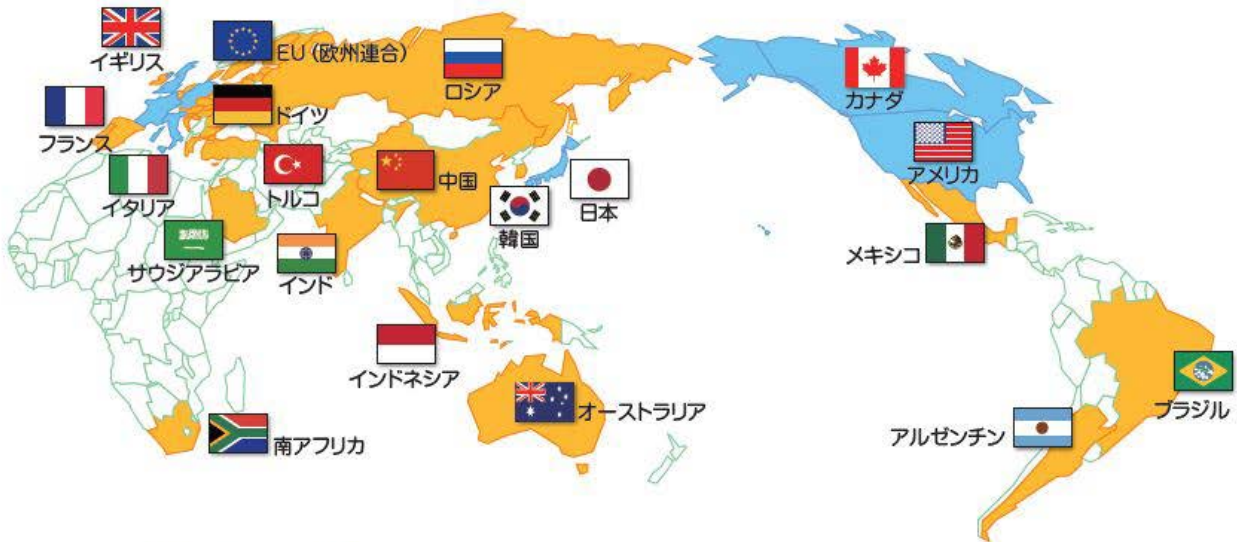 イギリス
EU（欧州連合）
ロシア
カナダ
フランス
ドイツ
アメリカ
イタリア
トルコ
中国
韓国
日本
サウジアラビア
インド
メキシコ
インドネシア
オーストラリア
ブラジル
南アフリカ
アルゼンチン